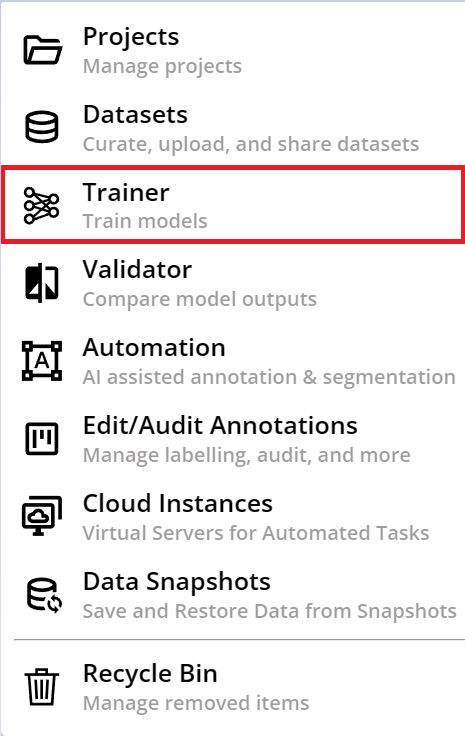 Projects
Manage projects
Datasets
Curate, upload, and share datasets
Trainer
Train models
Validator
Compare model outputs
A
Automation
AI assisted annotation & segmentation
Edit/Audit Annotations
Manage labelling, audit, and more
Cloud Instances
Virtual Servers for Automated Tasks
Data Snapshots
Save and Restore Data from Snapshots
Recycle Bin
Manage removed items